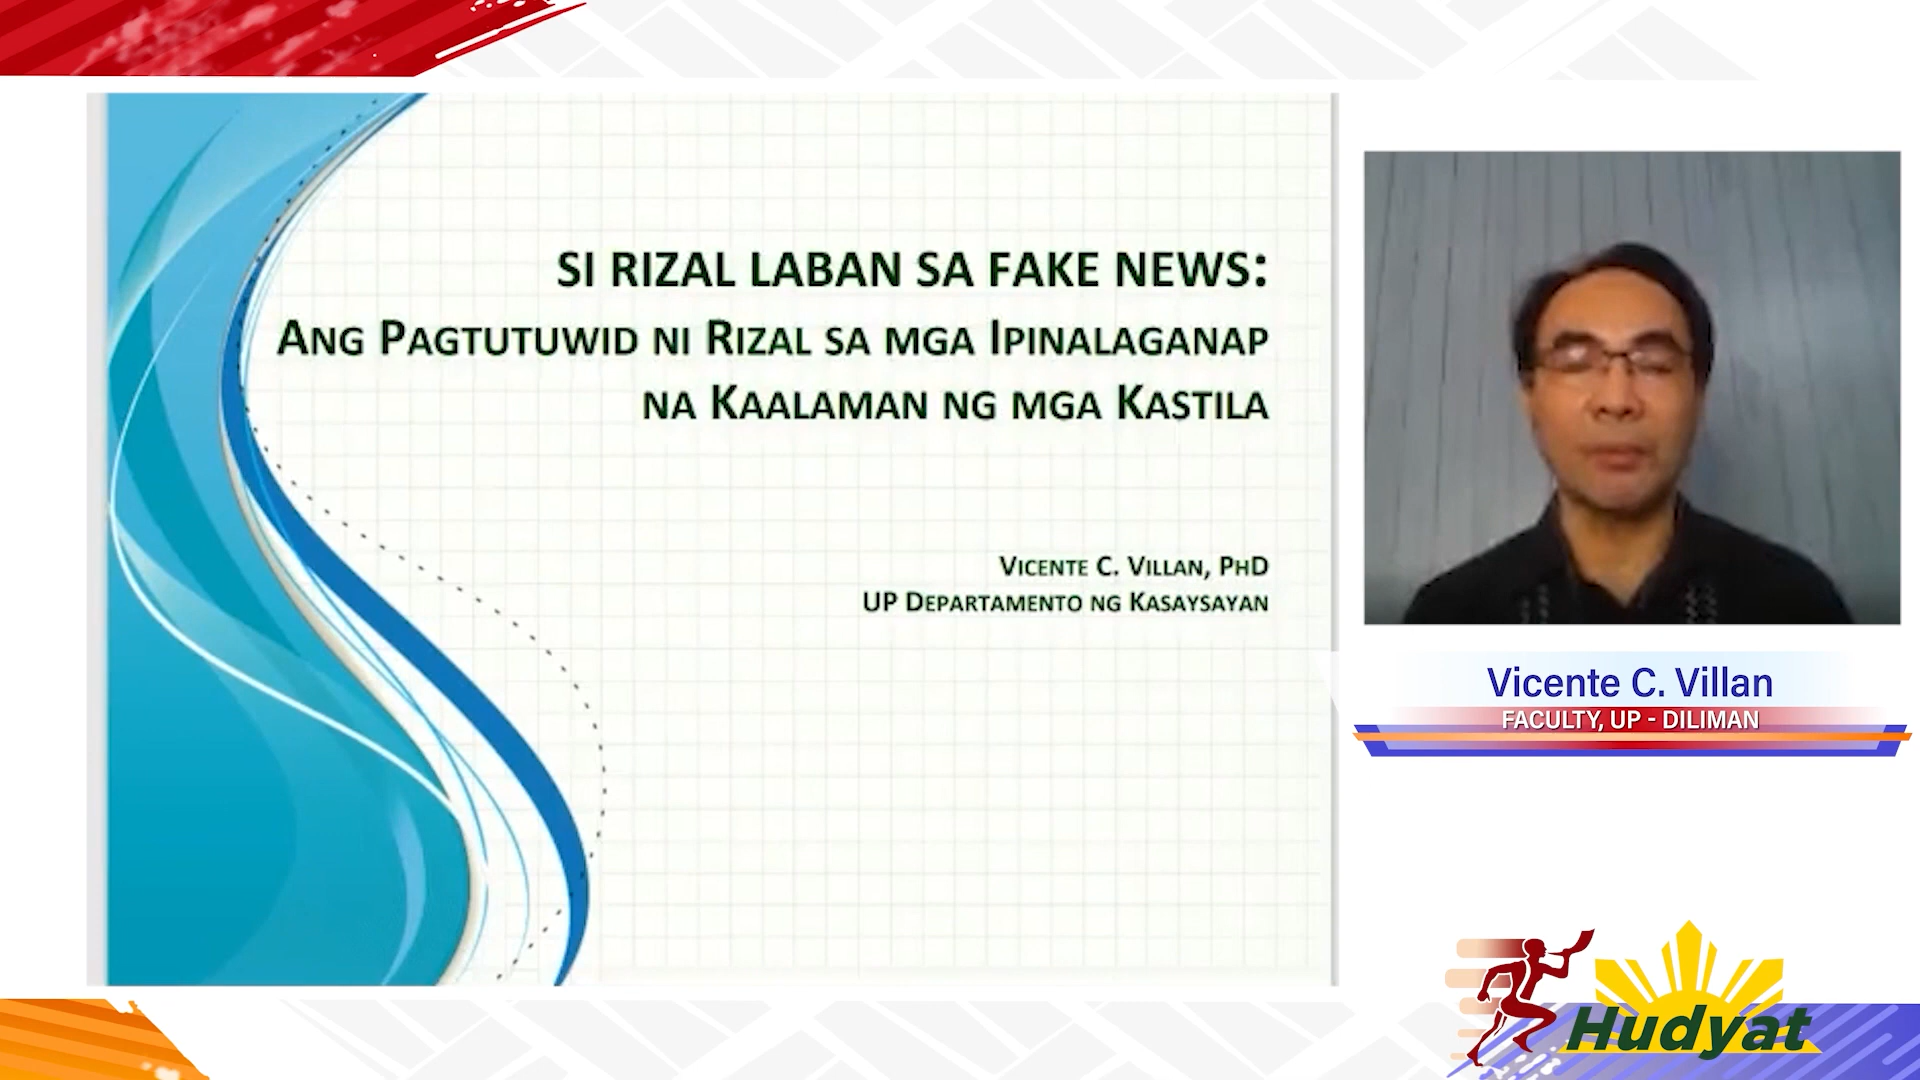 SI RIZAL LABAN SA FAKE NEWS:
ANG PAGTUTUWID NI RIZAL SA MGA IPINALAGANAP
NA KAALAMAN NG MGA KASTILA
VICENTE C. VILLAN, PHD
UP DEPARTAMENTO NG KASAYSAYAN
Vicente C. Villan
FACULTY, UP - DILIMAN
Hudyat